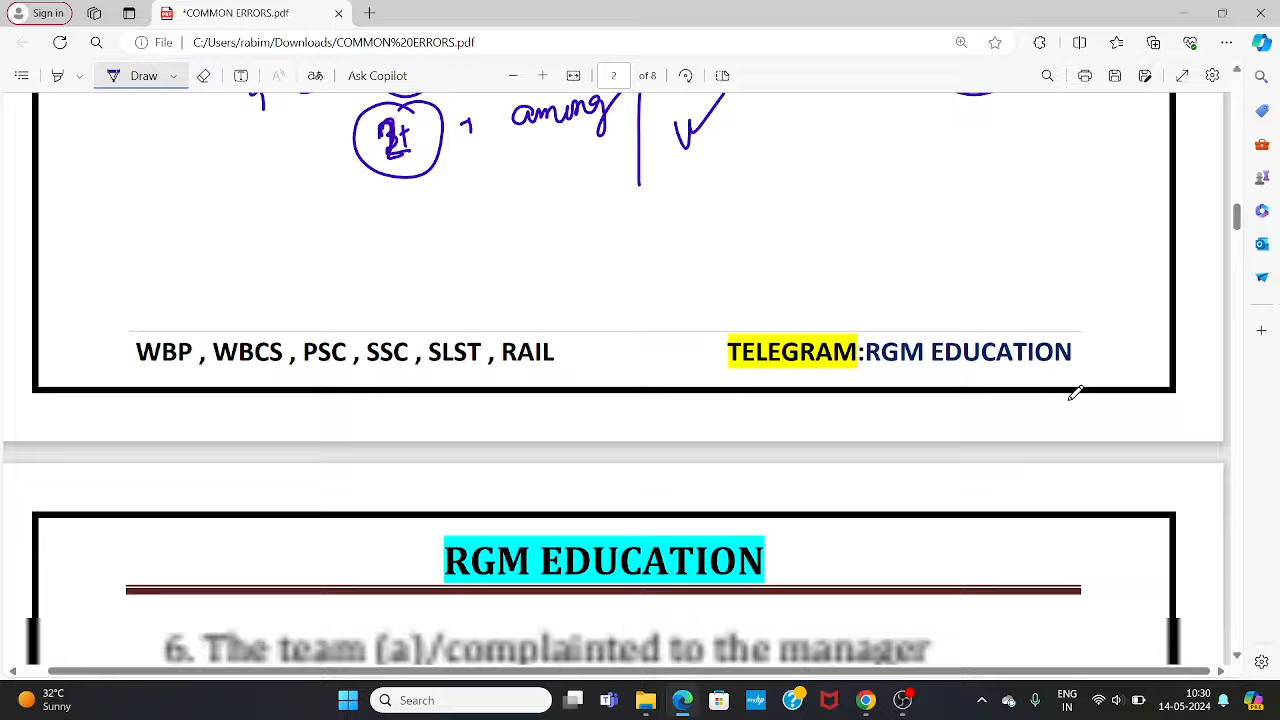 Sign in
*COMMON ERRORS.pdf
File
C:/Users/rabim/Downloads/COMMON%20ERRORS.pdf
Draw
Ask Copilot
2
of 8
among
WBP , WBCS , PSC , SSC , SLST , RAIL
TELEGRAM:RGM EDUCATION
RGM EDUCATION
6. The team (a)/complainted to the manager
32°C
Sunny
Search
ENG
IN
10:30
14-05-2024